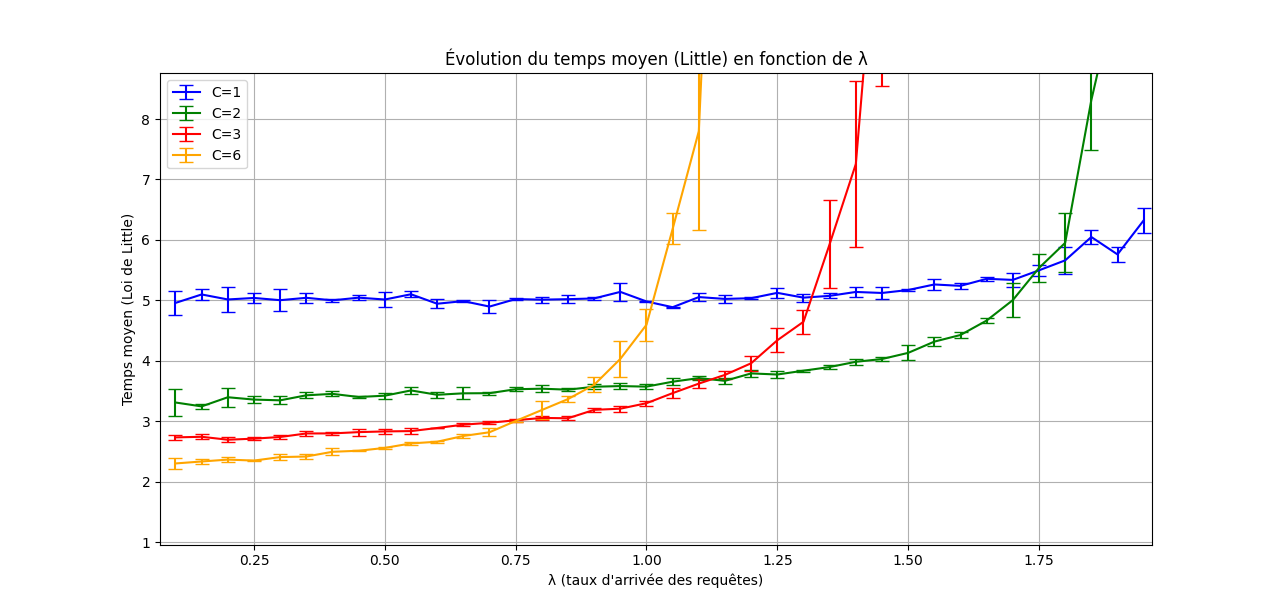 Évolution du temps moyen (Little) en fonction de λ
C=1
C=2
C=3
C=6
Temps moyen (Loi de Little)
8
7
6
5
4
3
2
1
0.25 0.50 0.75 1.00 1.25 1.50 1.75
λ (taux d'arrivée des requêtes)